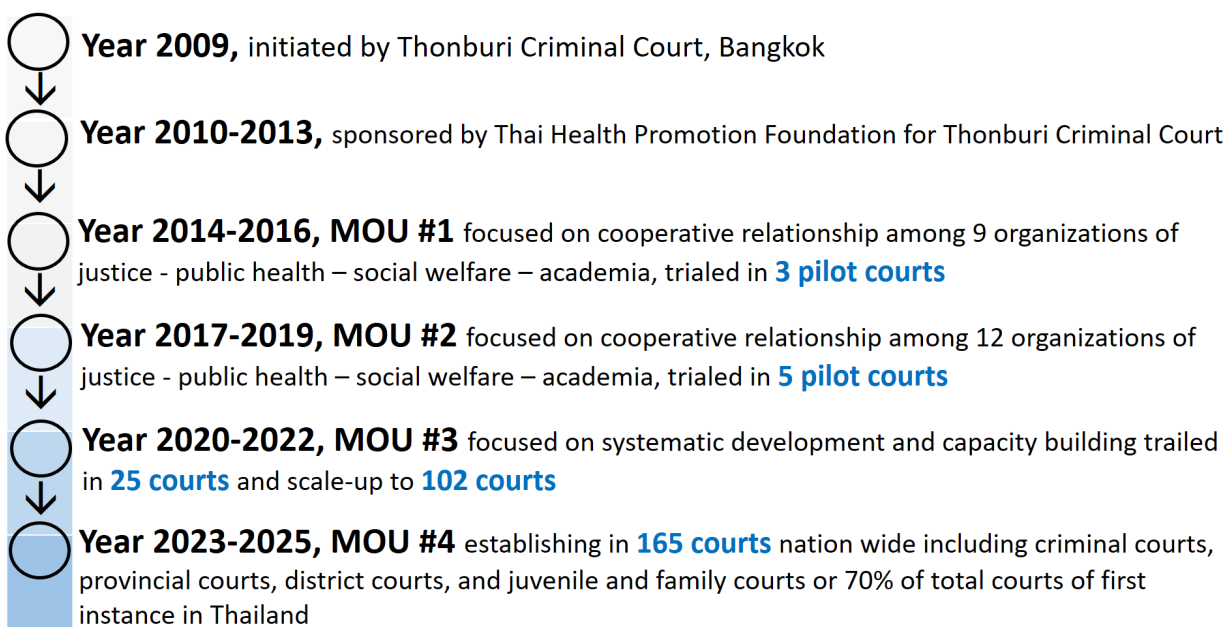 Year 2009, initiated by Thonburi Criminal Court, Bangkok
Year 2010-2013, sponsored by Thai Health Promotion Foundation for Thonburi Criminal Court
Year 2014-2016, MOU #1 focused on cooperative relationship among 9 organizations of
justice - public health – social welfare – academia, trialed in 3 pilot courts
Year 2017-2019, MOU #2 focused on cooperative relationship among 12 organizations of
justice - public health – social welfare – academia, trialed in 5 pilot courts
Year 2020-2022, MOU #3 focused on systematic development and capacity building trailed
in 25 courts and scale-up to 102 courts
Year 2023-2025, MOU #4 establishing in 165 courts nation wide including criminal courts,
provincial courts, district courts, and juvenile and family courts or 70% of total courts of first
instance in Thailand